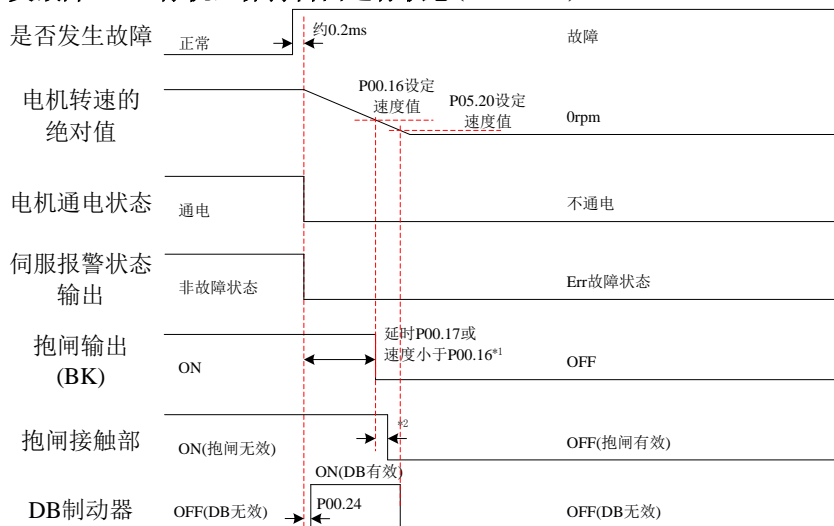 是否发生故障
正常
约0.2ms
故障
电机转速的
绝对值
P00.16设定
速度值
P05.20设定
速度值
0rpm
电机通电状态
通电
不通电
伺服报警状态
输出
非故障状态
Err故障状态
抱闸输出
(BK)
ON
延时P00.17或
速度小于P00.16*1
OFF
抱闸接触部
ON(抱闸无效)
*2
OFF(抱闸有效)
ON(DB有效)
DB制动器
OFF(DB无效)
P00.24
OFF(DB无效)